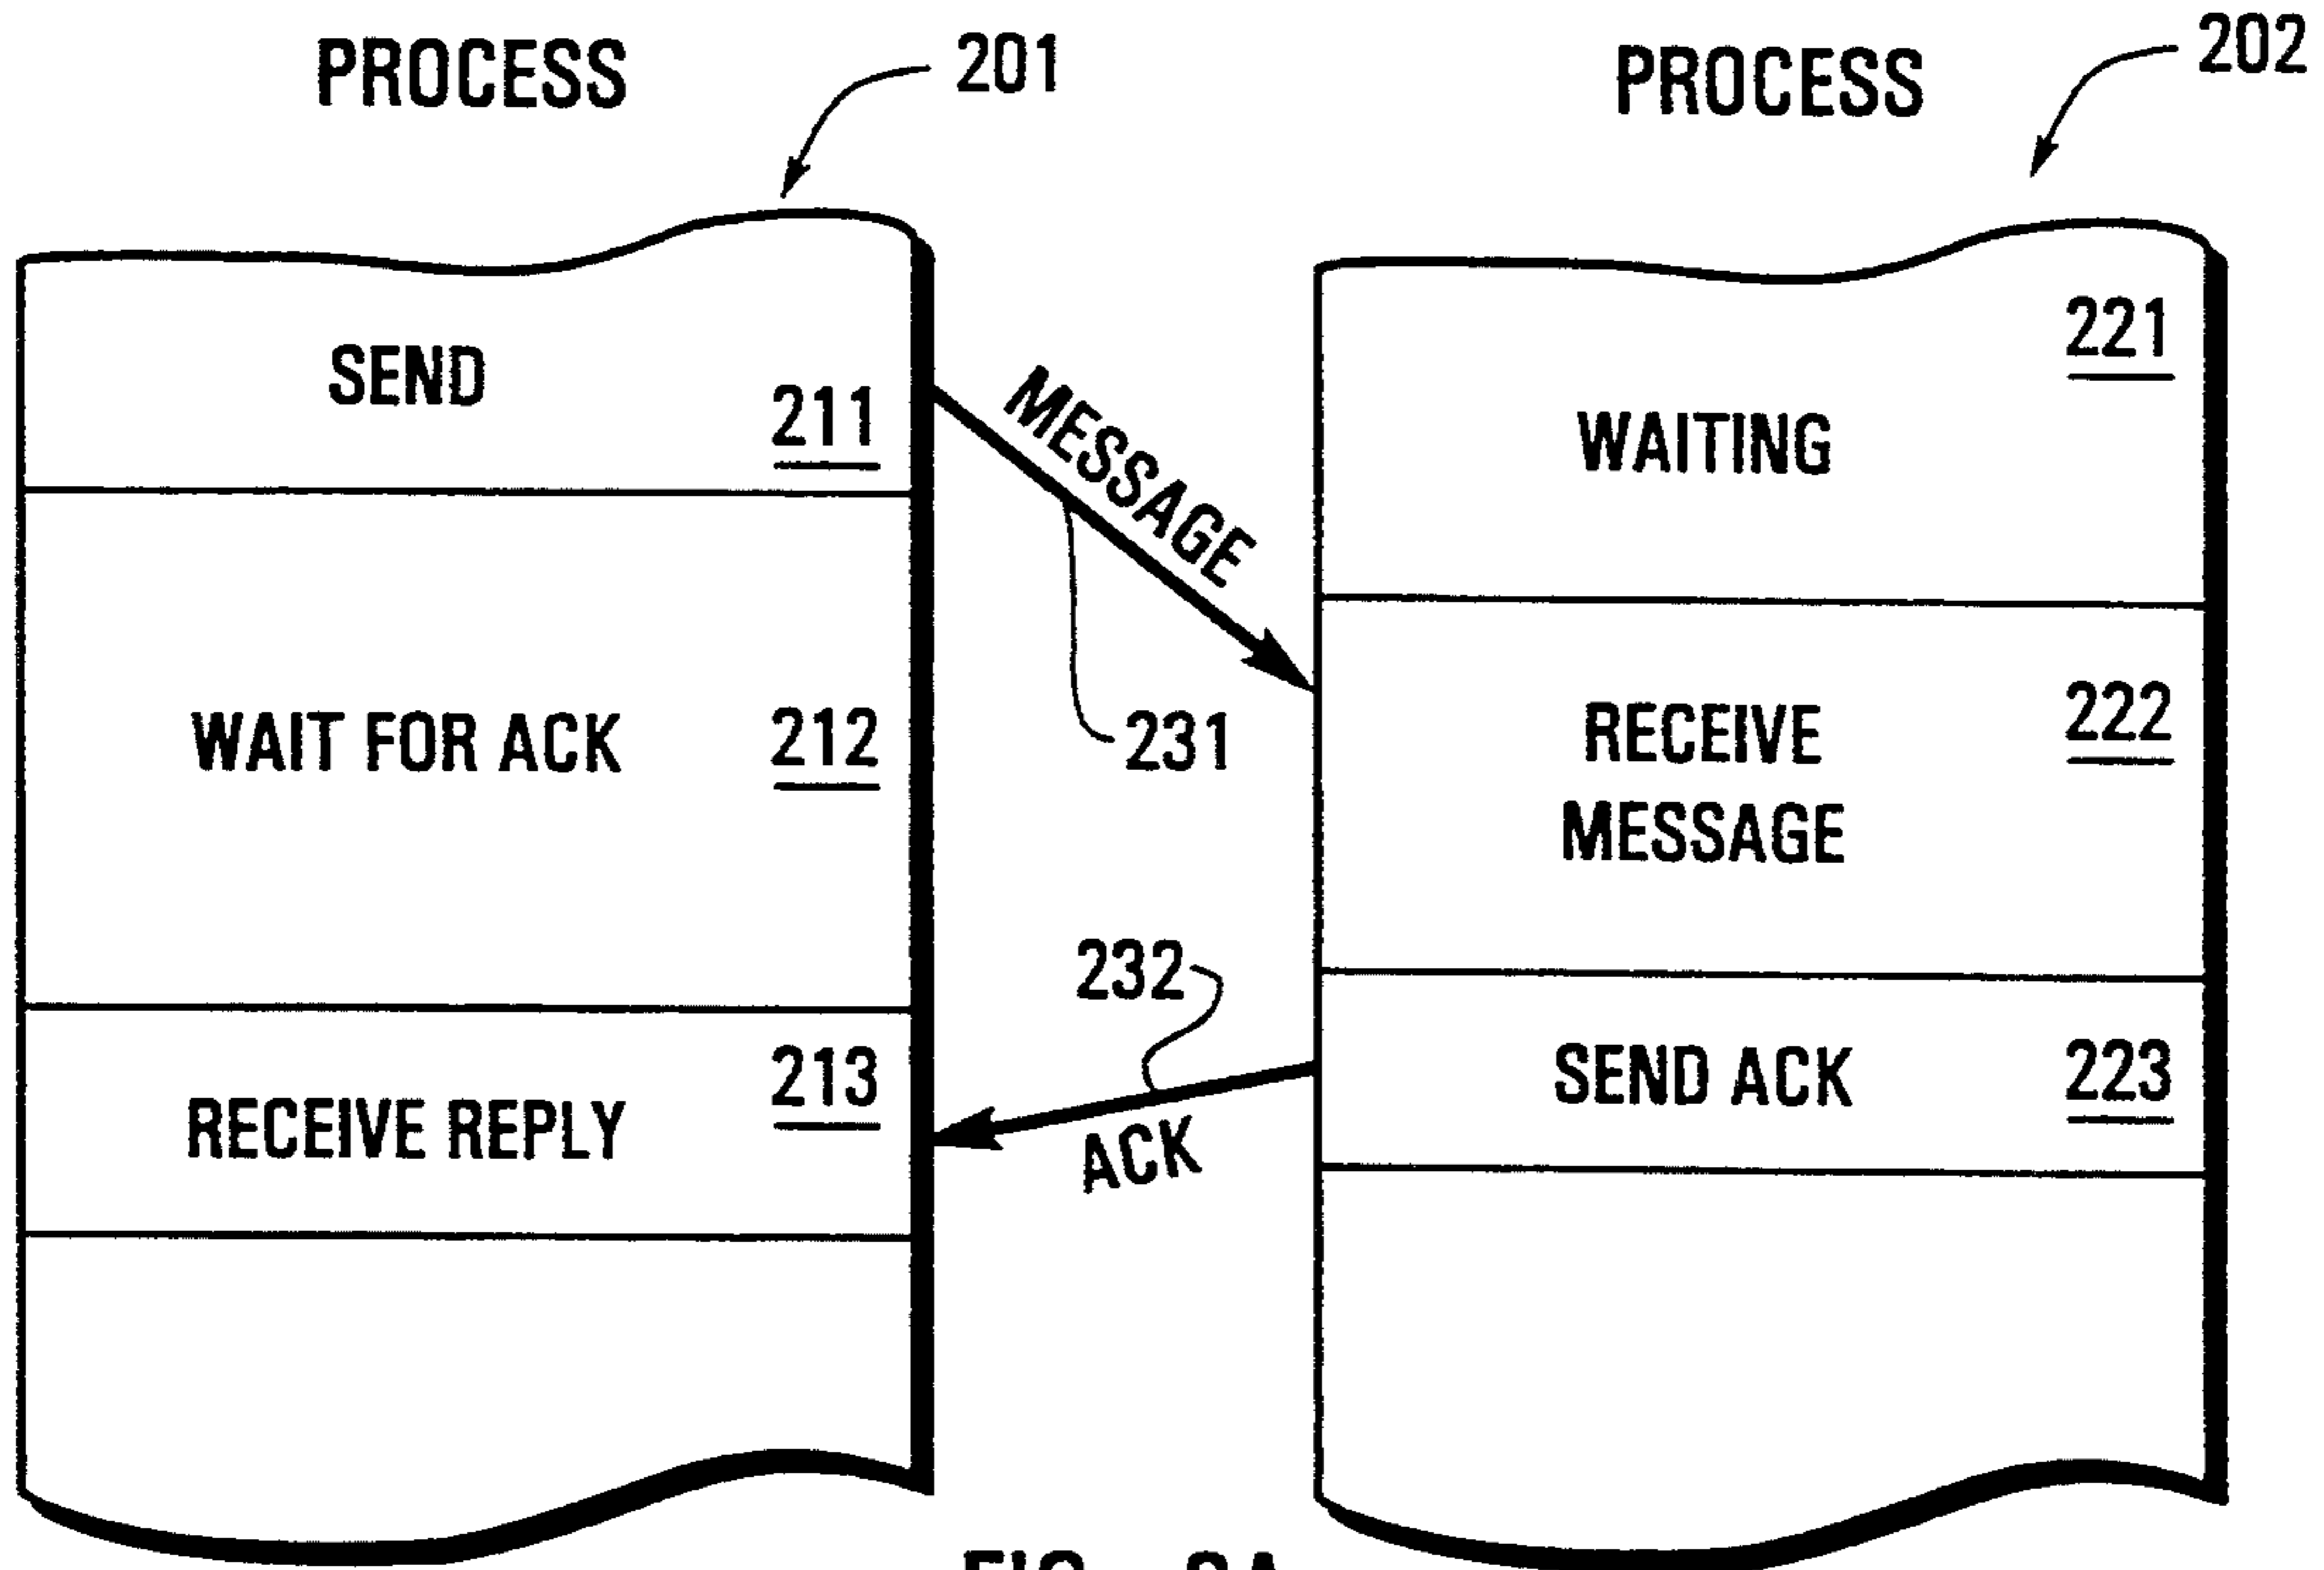 PROCESS
201
PROCESS
202
SEND
211
MESSAGE
231
221
WAITING
WAIT FOR ACK
212
222
RECEIVE
MESSAGE
232
ACK
213
RECEIVE REPLY
SEND ACK
223